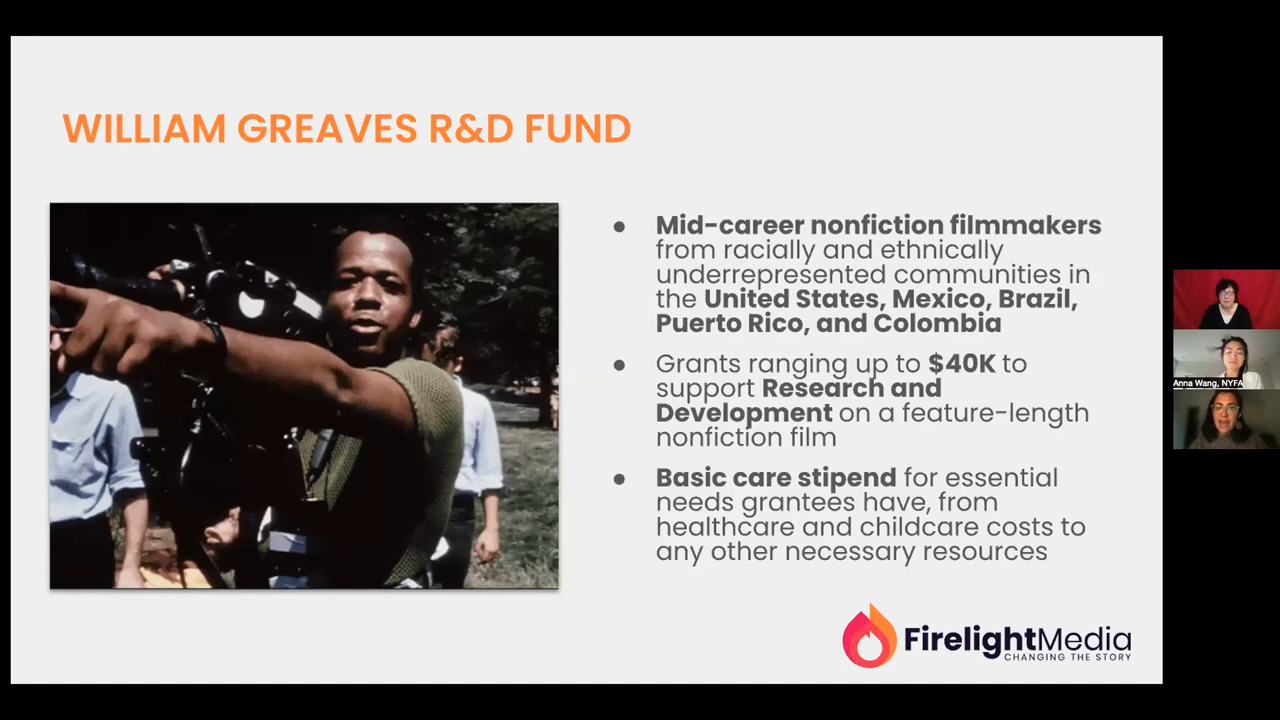 WILLIAM GREAVES R&D FUND
● Mid-career nonfiction filmmakers
from racially and ethnically
underrepresented communities in
the United States, Mexico, Brazil,
Puerto Rico, and Colombia
● Grants ranging up to $40K to
support Research and
Development on a feature-length
nonfiction film
● Basic care stipend for essential
needs grantees have, from
healthcare and childcare costs to
any other necessary resources
FirelightMedia
CHANGING THE STORY
Anna Wang, NYFA